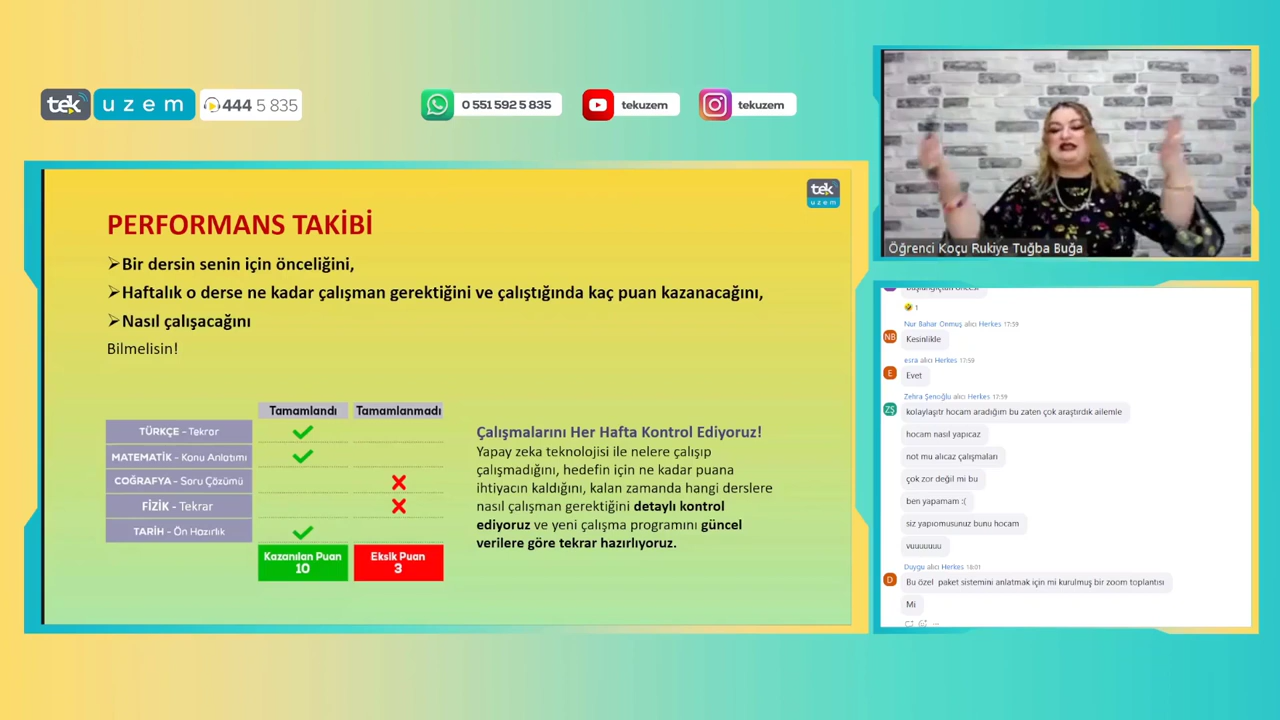 tek uzem 444 5 835
0 551 592 5 835
tekuzem
tekuzem
tek
uzem
PERFORMANS TAKİBİ
➢Bir dersin senin için önceliğini,
➢Haftalık o derse ne kadar çalışman gerektiğini ve çalıştığında kaç puan kazanacağını,
➢Nasıl çalışacağını
Bilmelisin!
Tamamlandı Tamamlanmadı
TÜRKÇE – Tekrar
MATEMATİK – Konu Anlatımı
COĞRAFYA – Soru Çözümü
FİZİK – Tekrar
TARİH – Ön Hazırlık
Kazanılan Puan
10
Eksik Puan
3
Çalışmalarını Her Hafta Kontrol Ediyoruz!
Yapay zeka teknolojisi ile nelere çalışıp
çalışmadığını, hedefin için ne kadar puana
ihtiyacın kaldığını, kalan zamanda hangi derslere
nasıl çalışman gerektiğini detaylı kontrol
ediyoruz ve yeni çalışma programını güncel
verilere göre tekrar hazırlıyoruz.
Öğrenci Koçu Rukiye Tuğba Buğa
1
Nur Bahar Onmuş alıcı Herkes 17:59
NB Kesinlikle
esra alıcı Herkes 17:59
E Evet
Zehra Şenoğlu alıcı Herkes 17:59
ZŞ kolaylaşıtr hocam aradığım bu zaten çok araştırdık ailemle
hocam nasıl yapıcaz
not mu alıcaz çalışmaları
çok zor değil mi bu
ben yapamam :(
siz yapıomusunuz bunu hocam
vuuuuuuu
Duygu alıcı Herkes 18:01
D Bu özel paket sistemini anlatmak için mi kurulmuş bir zoom toplantısı
Mi